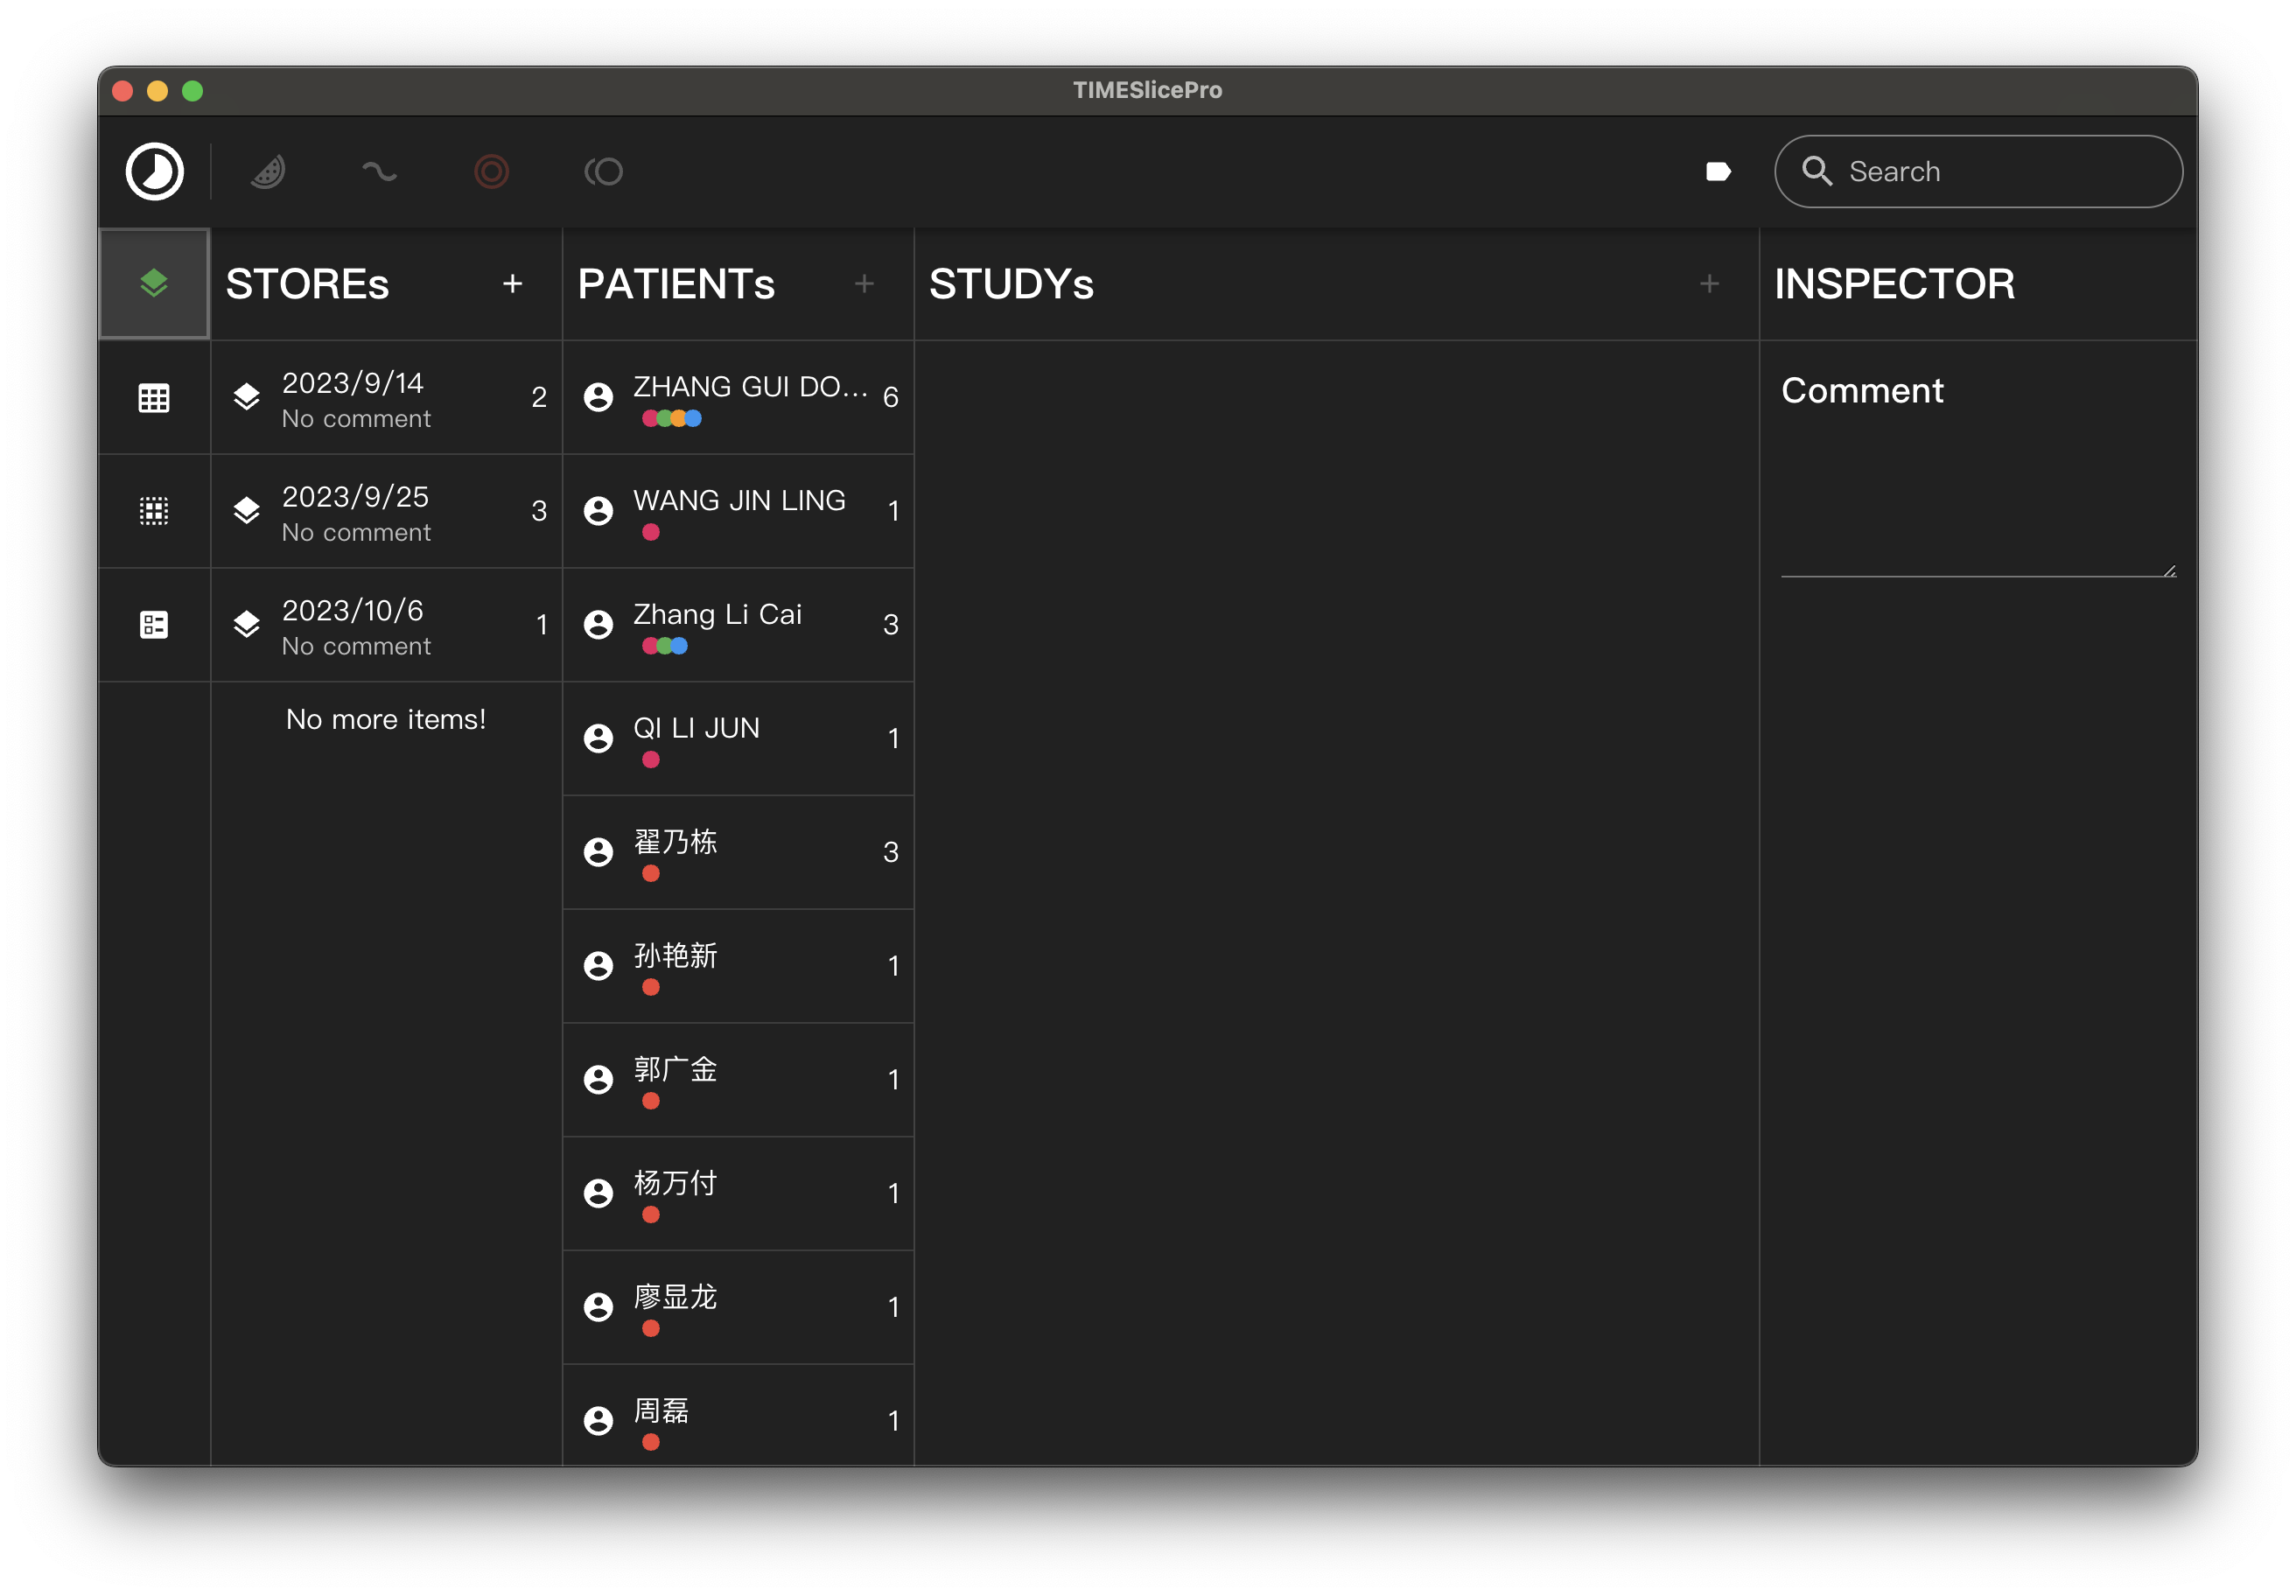 TIMESlicePro
Search
STOREs
2023/9/14
No comment
2
2023/9/25
No comment
3
2023/10/6
No comment
1
No more items!
PATIENTs
ZHANG GUI DO...
6
WANG JIN LING
1
Zhang Li Cai
3
QI LI JUN
1
翟乃栋
3
孙艳新
1
郭广金
1
杨万付
1
廖显龙
1
周磊
1
STUDYs
INSPECTOR
Comment